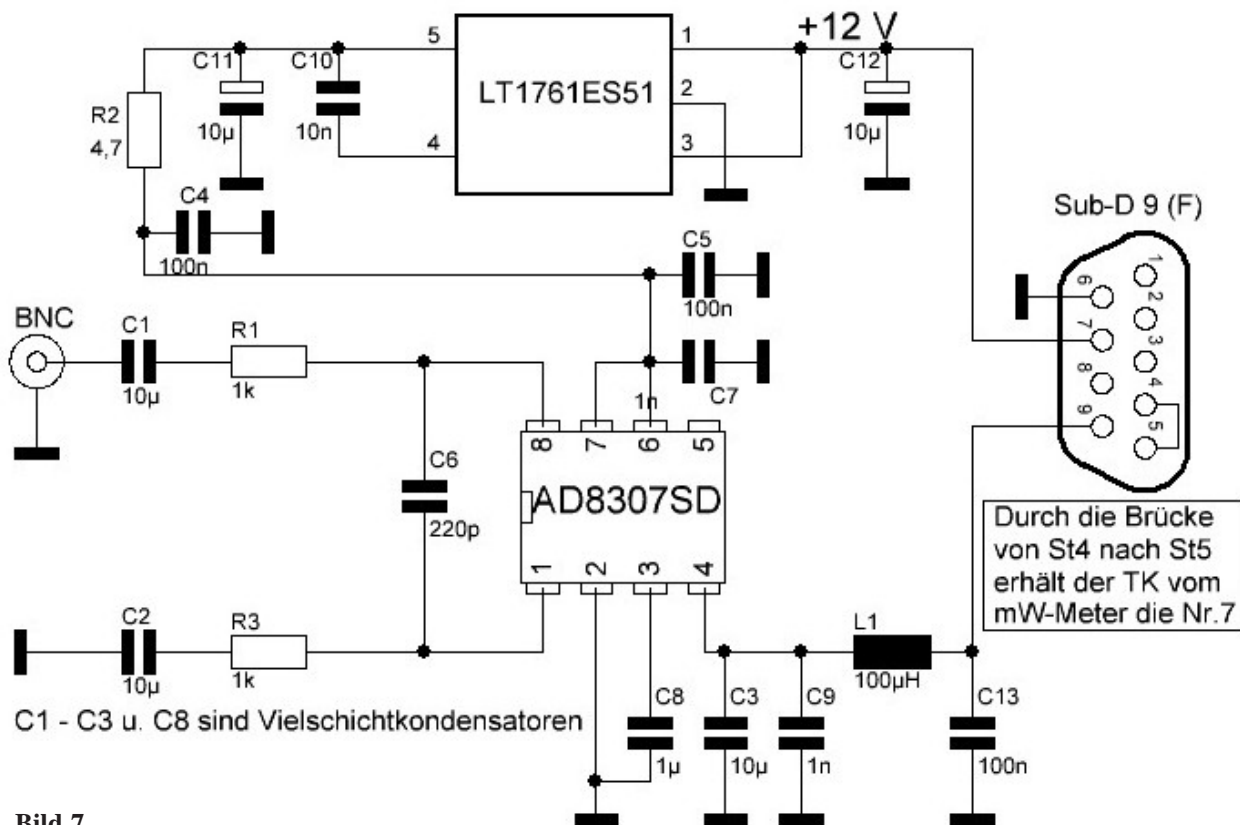 +12 V
C11
C10
5
1
C12
LT1761ES51
2
R2
4,7
10µ
10n
4
3
10µ
C4
100n
Sub-D 9 (F)
C5
100n
1
2
3
4
5
6
7
8
9
BNC
C1
10µ
R1
1k
1n
C7
8
7
6
5
C6
220p
AD8307SD
1
2
3
4
Durch die Brücke
von St4 nach St5
erhält der TK vom
mW-Meter die Nr.7
C2
10µ
R3
1k
L1
100µH
C1 - C3 u. C8 sind Vielschichtkondensatoren
C8
1µ
C3
10µ
C9
1n
C13
100n
Bild 7